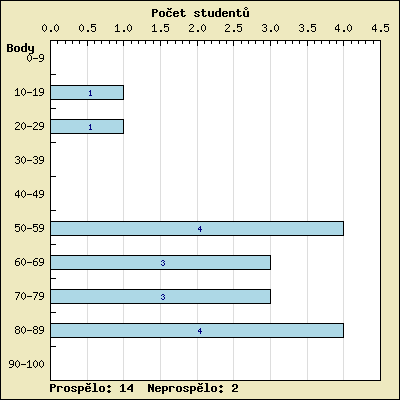 Počet studentů
0.0 0.5 1.0 1.5 2.0 2.5 3.0 3.5 4.0 4.5
Body
0-9
10-19 1
20-29 1
30-39
40-49
50-59 4
60-69 3
70-79 3
80-89 4
90-100
Prospělo: 14 Neprospělo: 2